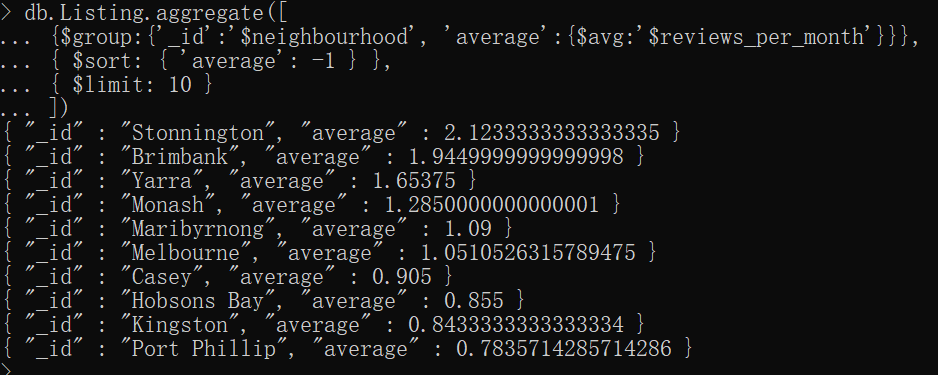 > db.Listing.aggregate([
... {$group:{'_id':'$neighbourhood', 'average':{$avg:'$reviews_per_month'}}},
... { $sort: { 'average': -1 } },
... { $limit: 10 }
... ])
{ "_id" : "Stonnington", "average" : 2.1233333333333335 }
{ "_id" : "Brimbank", "average" : 1.9449999999999998 }
{ "_id" : "Yarra", "average" : 1.65375 }
{ "_id" : "Monash", "average" : 1.2850000000000001 }
{ "_id" : "Maribyrnong", "average" : 1.09 }
{ "_id" : "Melbourne", "average" : 1.0510526315789475 }
{ "_id" : "Casey", "average" : 0.905 }
{ "_id" : "Hobsons Bay", "average" : 0.855 }
{ "_id" : "Kingston", "average" : 0.8433333333333334 }
{ "_id" : "Port Phillip", "average" : 0.7835714285714286 }
>